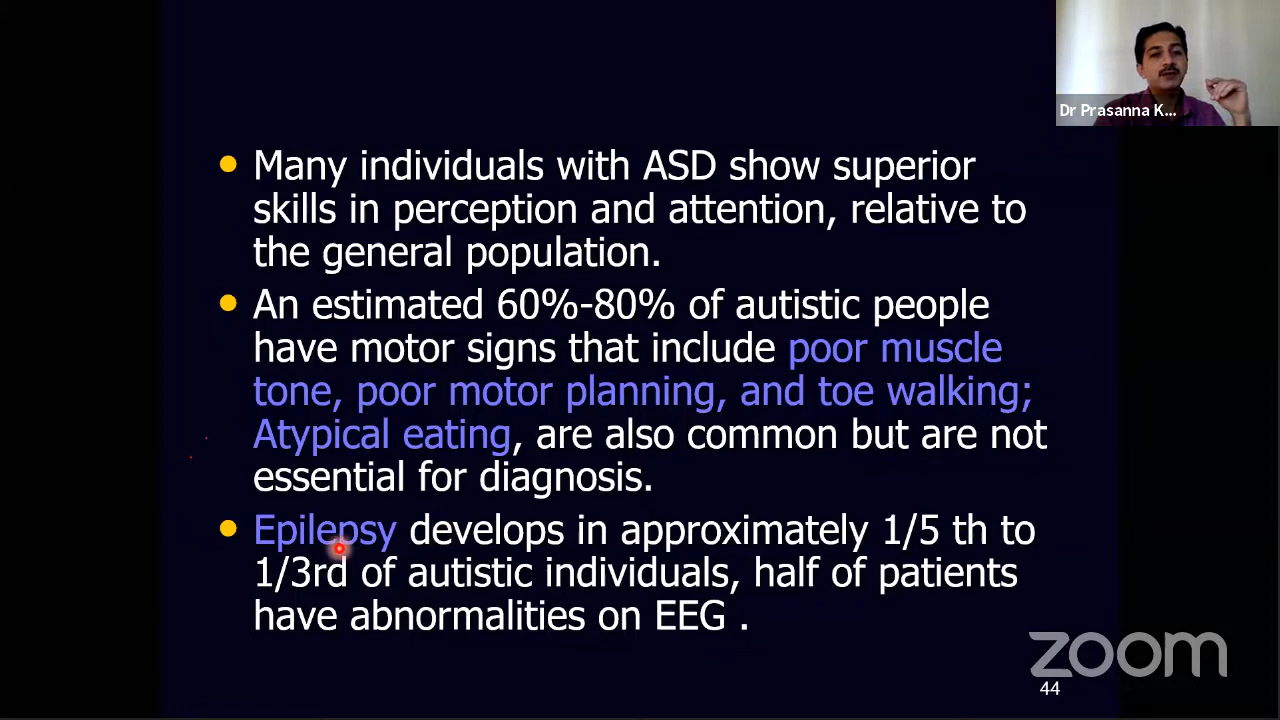 Dr Prasanna K...
• Many individuals with ASD show superior
skills in perception and attention, relative to
the general population.
• An estimated 60%-80% of autistic people
have motor signs that include poor muscle
tone, poor motor planning, and toe walking;
Atypical eating, are also common but are not
essential for diagnosis.
• Epilepsy develops in approximately 1/5 th to
1/3rd of autistic individuals, half of patients
have abnormalities on EEG .
zoom
44